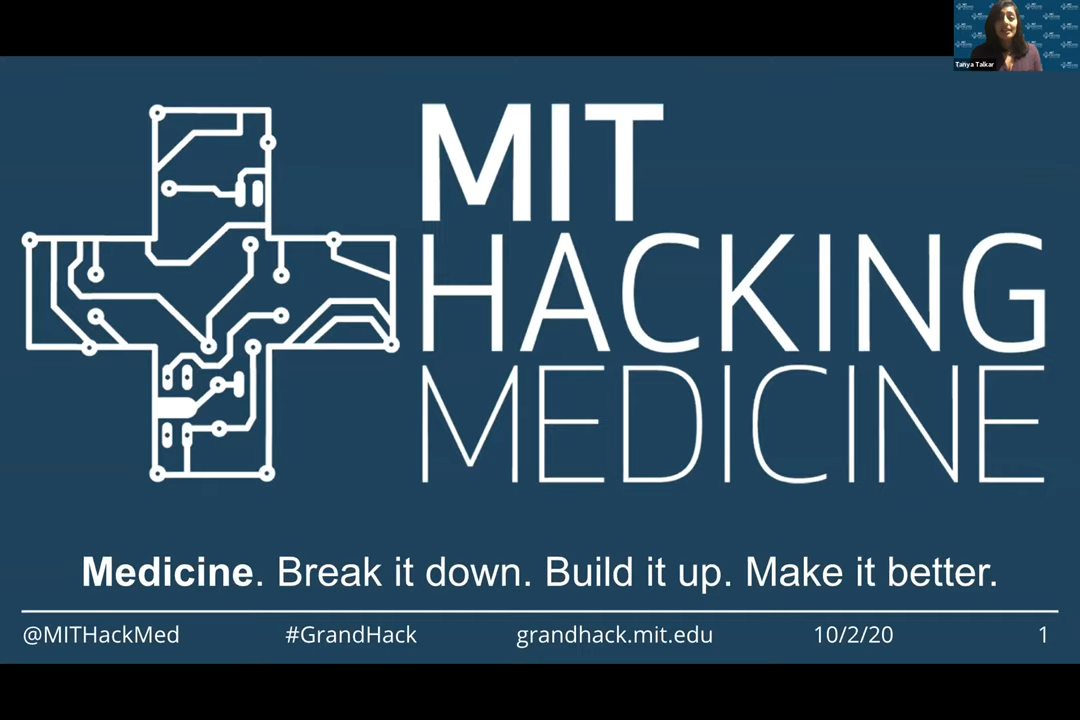 Tanya Talkar
MIT
HACKING
MEDICINE
Medicine. Break it down. Build it up. Make it better.
@MITHackMed #GrandHack grandhack.mit.edu 10/2/20 1